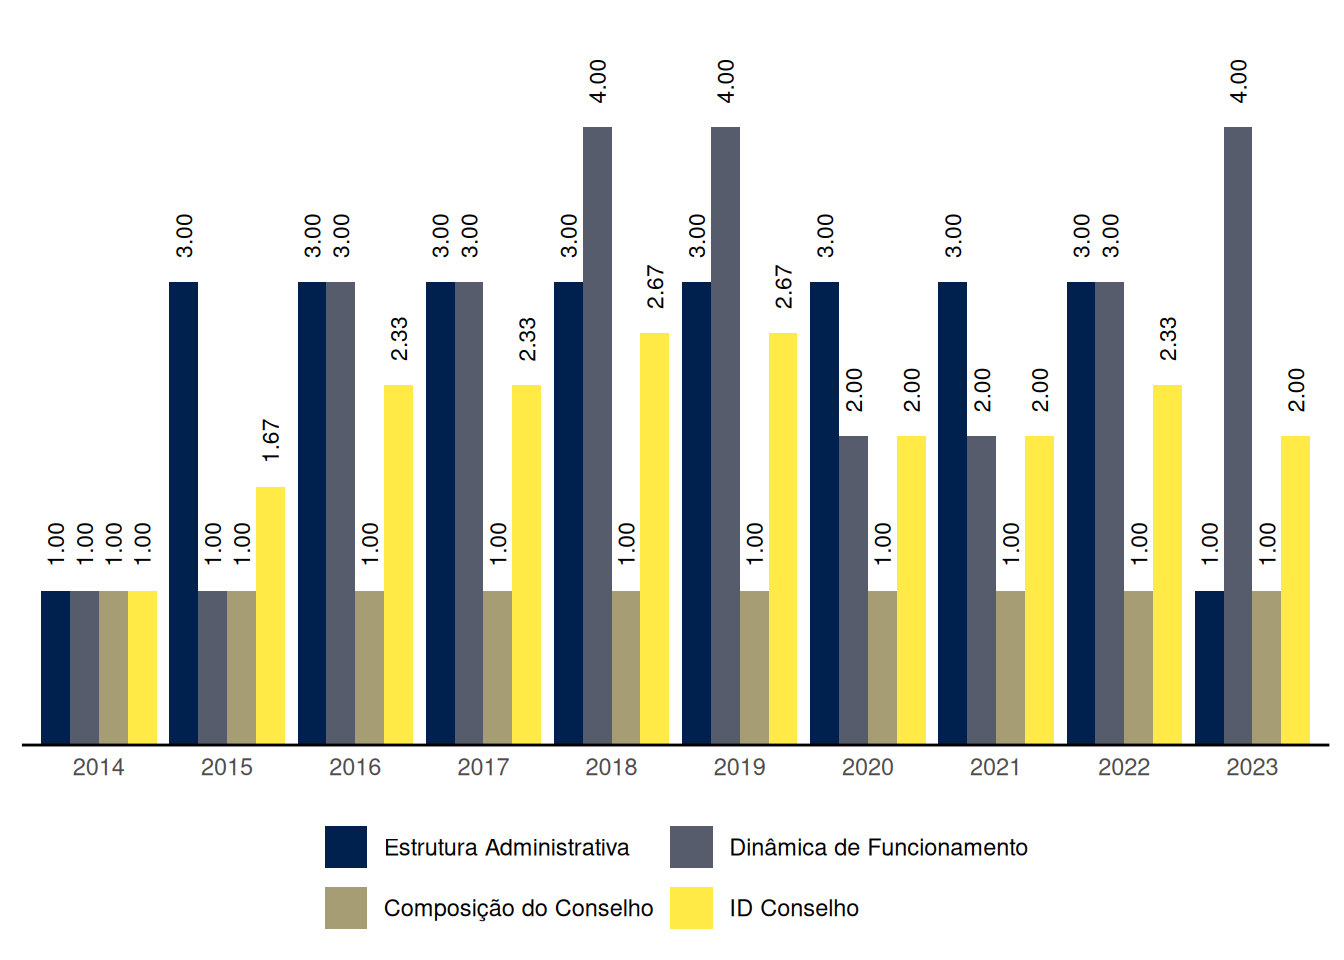 4.00 4.00 4.00
3.00 3.00 3.00 3.00 3.00 3.00 3.00 3.00 3.00 3.00 3.00
2.67 2.67
2.33 2.33 2.33
2.00 2.00 2.00 2.00 2.00
1.67
1.00 1.00 1.00 1.00 1.00 1.00 1.00 1.00 1.00 1.00 1.00 1.00 1.00 1.00 1.00
2014 2015 2016 2017 2018 2019 2020 2021 2022 2023
Estrutura Administrativa Dinâmica de Funcionamento
Composição do Conselho ID Conselho